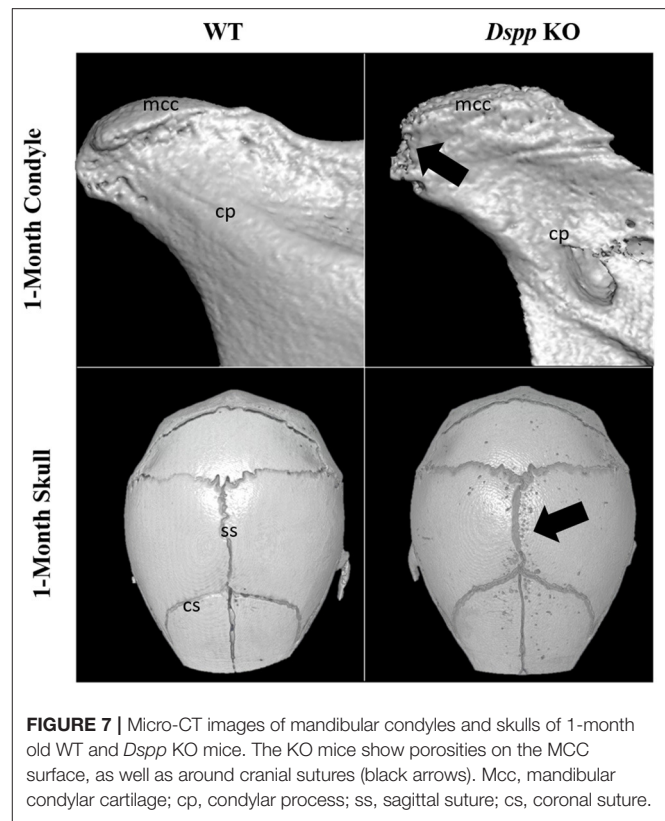 WT
Dspp KO
1-Month Condyle
mcc
cp
mcc
cp
1-Month Skull
ss
cs
FIGURE 7 | Micro-CT images of mandibular condyles and skulls of 1-month
old WT and Dspp KO mice. The KO mice show porosities on the MCC
surface, as well as around cranial sutures (black arrows). Mcc, mandibular
condylar cartilage; cp, condylar process; ss, sagittal suture; cs, coronal suture.